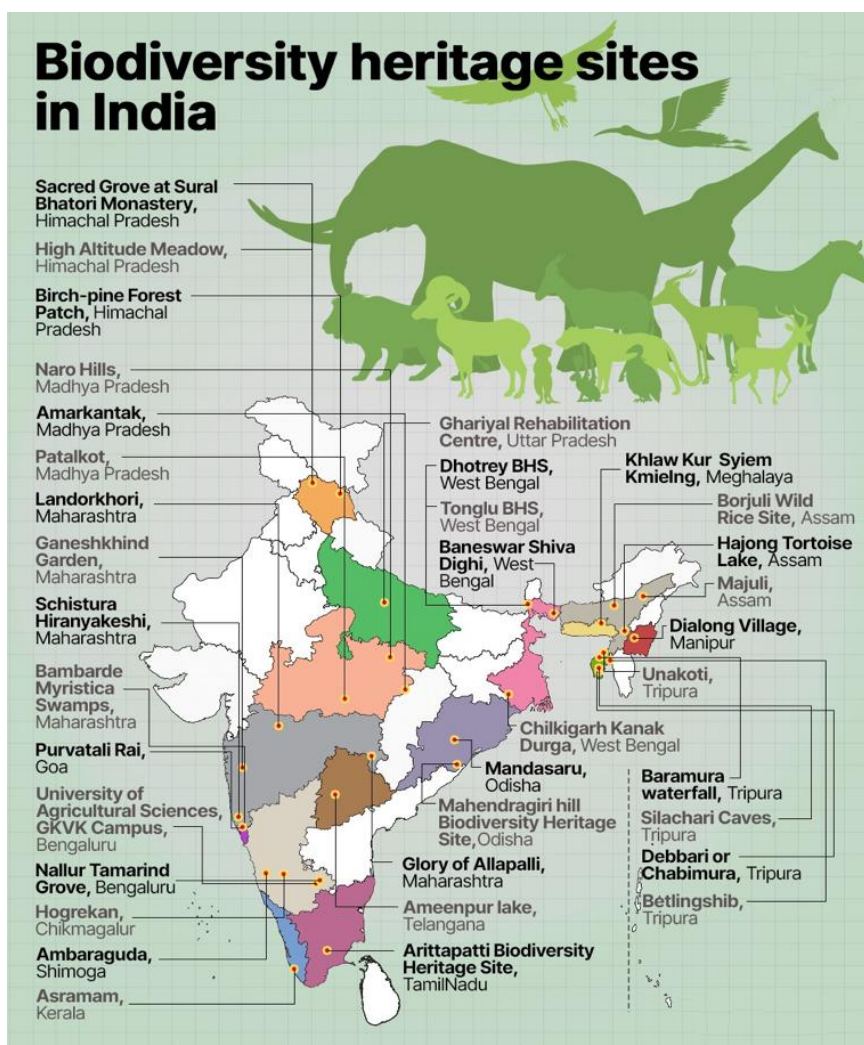 Biodiversity heritage sites
in India
Sacred Grove at Sural
Bhatori Monastery,
Himachal Pradesh
High Altitude Meadow,
Himachal Pradesh
Birch-pine Forest
Patch, Himachal
Pradesh
Naro Hills,
Madhya Pradesh
Amarkantak,
Madhya Pradesh
Patalkot,
Madhya Pradesh
Landorkhori,
Maharashtra
Ganeshkhind
Garden,
Maharashtra
Schistura
Hiranyakeshi,
Maharashtra
Bambarde
Myristica
Swamps,
Maharashtra
Purvatali Rai,
Goa
University of
Agricultural Sciences,
GKVK Campus,
Bengaluru
Nallur Tamarind
Grove, Bengaluru
Hogrekan,
Chikmagalur
Ambaraguda,
Shimoga
Asramam,
Kerala
Ghariyal Rehabilitation
Centre, Uttar Pradesh
Dhotrey BHS,
West Bengal
Tonglu BHS,
West Bengal
Baneswar Shiva
Dighi, West
Bengal
Khlaw Kur Syiem
Kmielng, Meghalaya
Borjuli Wild
Rice Site, Assam
Hajong Tortoise
Lake, Assam
Majuli,
Assam
Dialong Village,
Manipur
Unakoti,
Tripura
Chilkigarh Kanak
Durga, West Bengal
Mandasaru,
Odisha
Mahendragiri hill
Biodiversity Heritage
Site, Odisha
Glory of Allapalli,
Maharashtra
Ameenpur lake,
Telangana
Arittapatti Biodiversity
Heritage Site,
TamilNadu
Baramura
waterfall, Tripura
Silachari Caves,
Tripura
Debbari or
Chabimura, Tripura
Betlingshib,
Tripura